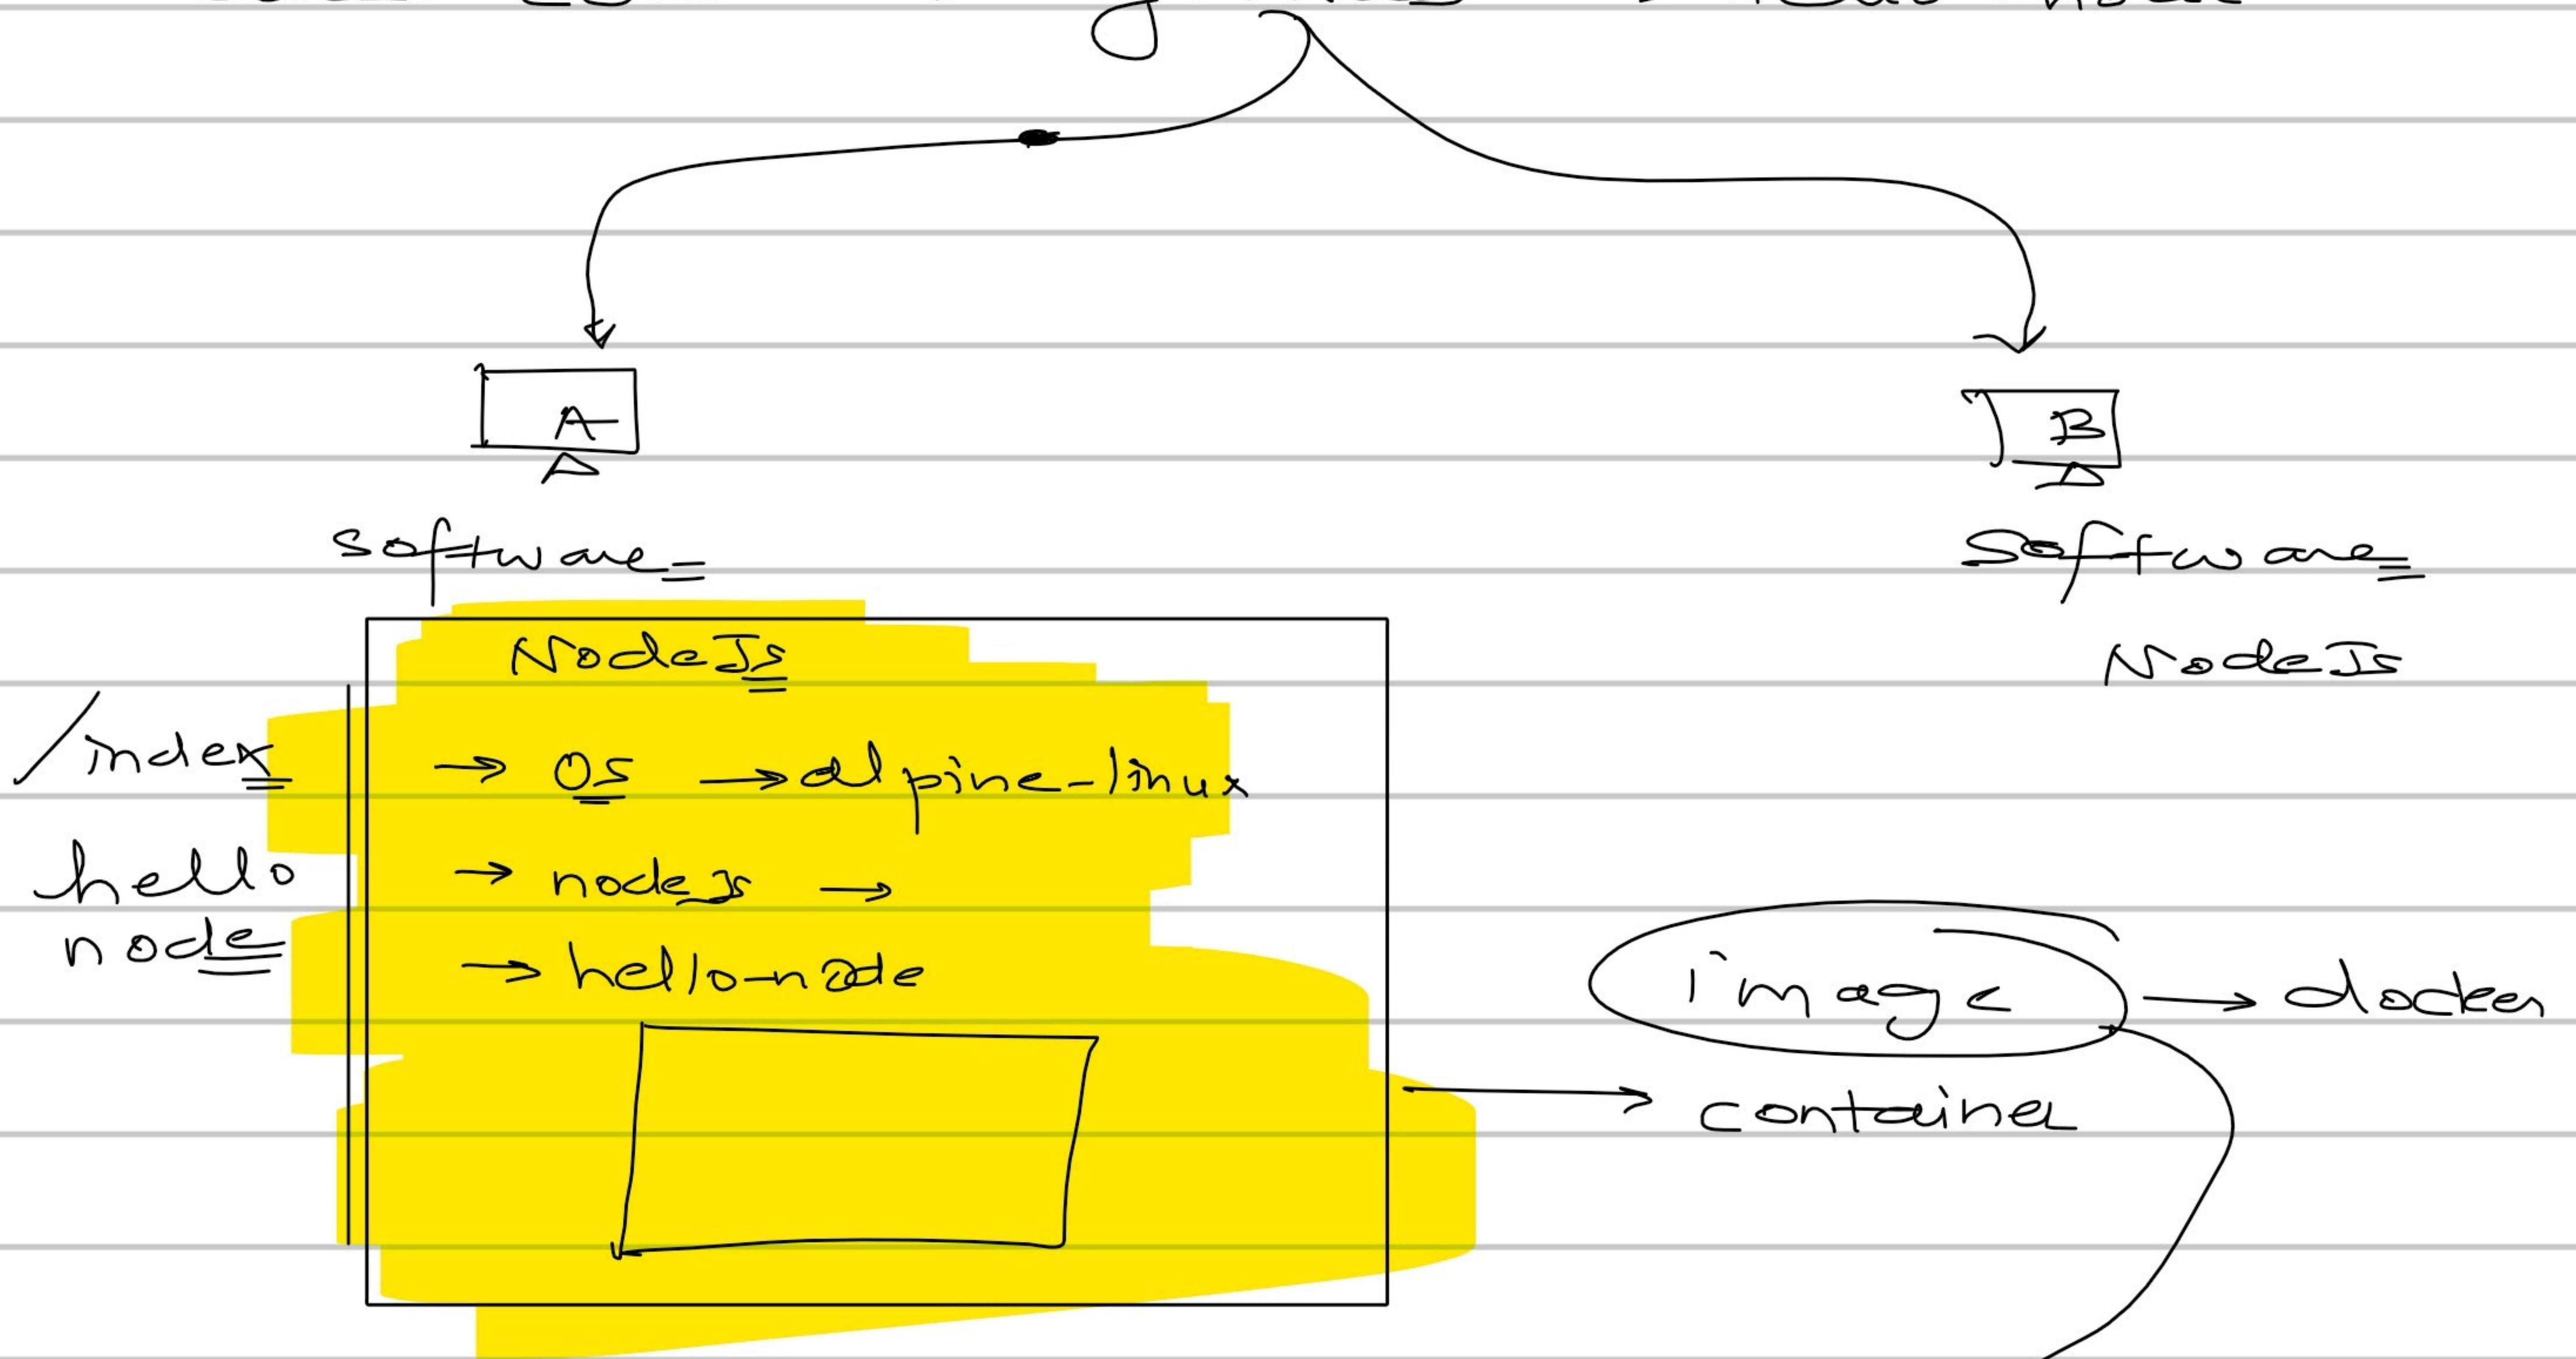 A
B
software
software
NodeJs
NodeJs
/index
→ OS → alpine-linux
hello
node
→ nodejs →
→ hello-node
image → docker
→ container